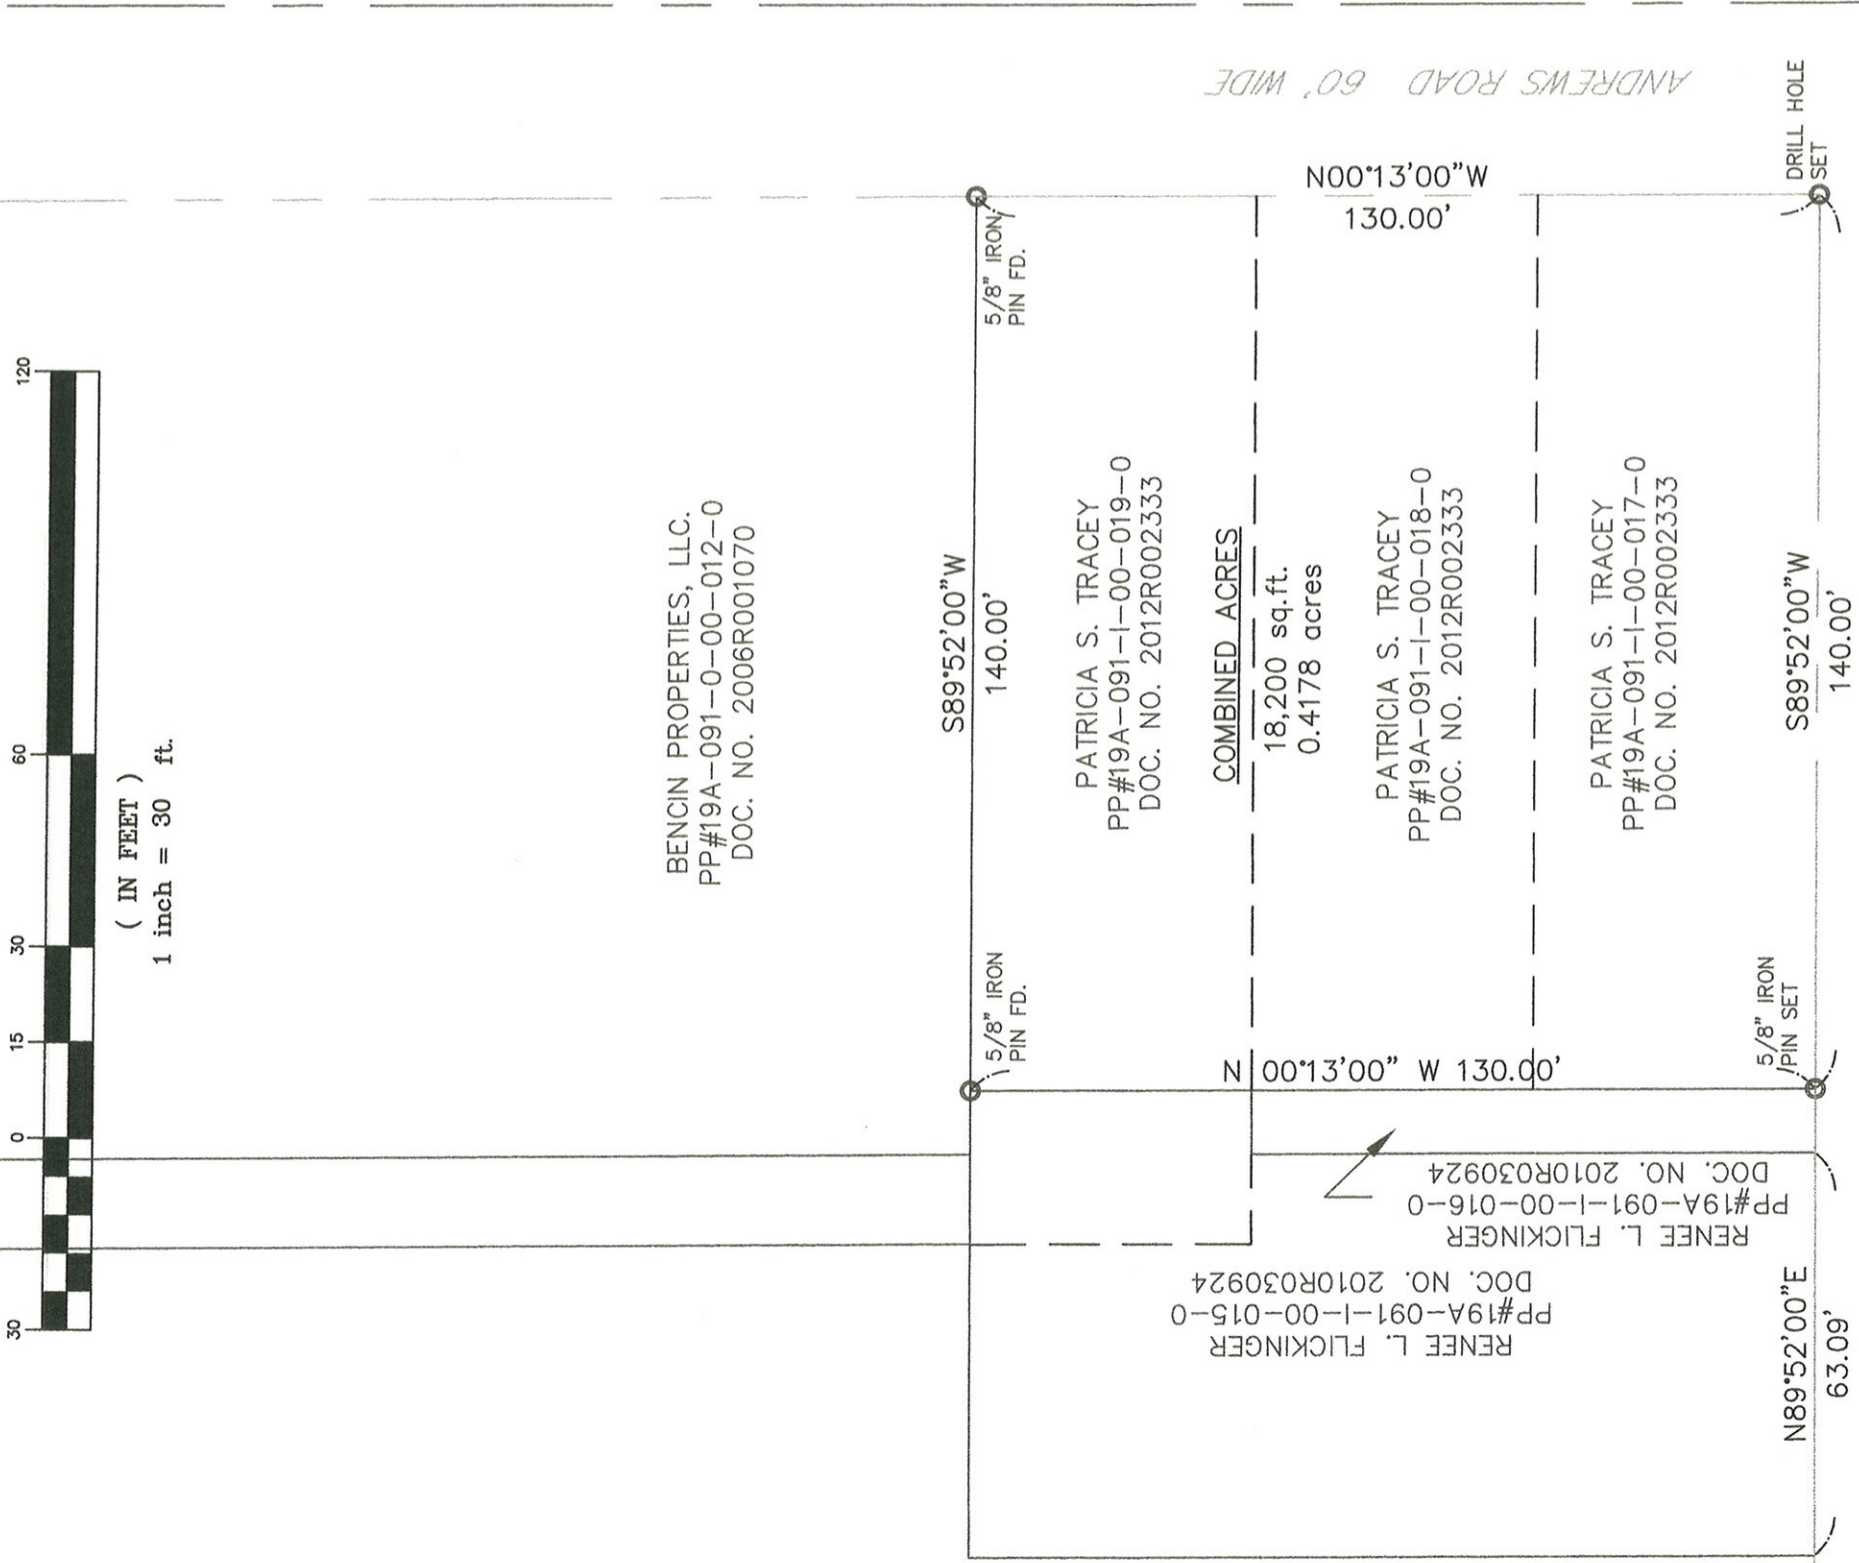 120
60
30
15
0
30
( IN FEET )
1 inch = 30 ft.
ANDREWS ROAD 60' WIDE
DRILL HOLE
SET
N00°13'00"W
130.00'
5/8" IRON
PIN FD.
BENCIN PROPERTIES, LLC.
PP#19A-091-0-00-012-0
DOC. NO. 2006R001070
S89°52'00"W
140.00'
PATRICIA S. TRACEY
PP#19A-091-I-00-019-0
DOC. NO. 2012R002333
COMBINED ACRES
18,200 sq.ft.
0.4178 acres
PATRICIA S. TRACEY
PP#19A-091-I-00-018-0
DOC. NO. 2012R002333
PATRICIA S. TRACEY
PP#19A-091-I-00-017-0
DOC. NO. 2012R002333
S89°52'00"W
140.00'
5/8" IRON
PIN FD.
5/8" IRON
PIN SET
N 00°13'00" W 130.00'
RENEE L. FLICKINGER
PP#19A-091-I-00-016-0
DOC. NO. 2010R030924
RENEE L. FLICKINGER
PP#19A-091-I-00-015-0
DOC. NO. 2010R030924
N89°52'00"E
63.09'